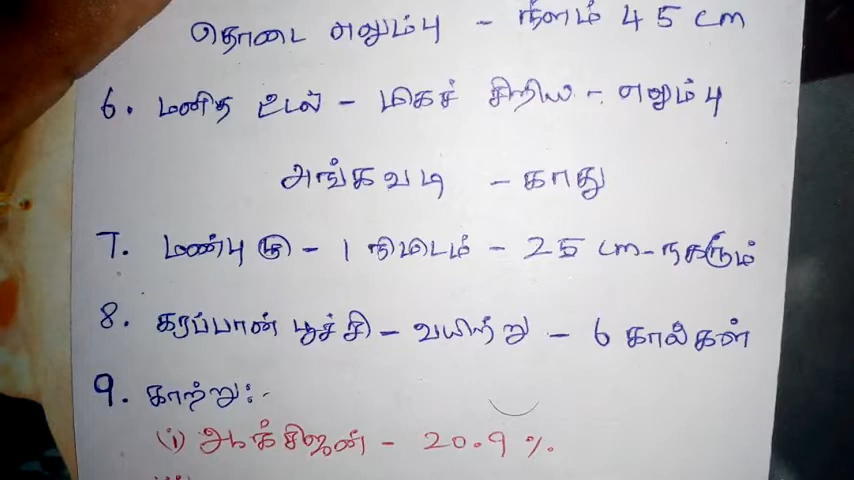 தொடை எலும்பு - நீளம் 45 cm
6. மனித உடல் - மிகச் சிறிய - எலும்பு
அங்கவடி - காது
7. மண்புழு - 1 நிமிடம் - 25 cm - நகரும்
8. கரப்பான் பூச்சி - வயிற்று - 6 கால்கள்
9. காற்று:-
(i) ஆக்சிஜன் - 20.9 %.